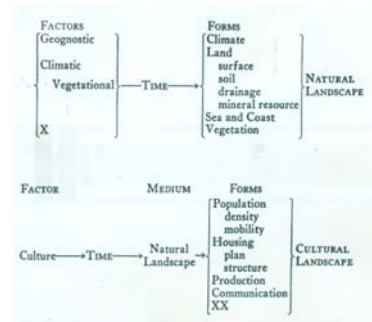 FACTORS FORMS
Geognostic Climate
Land
Climatic surface
soil
Vegetational TIME drainage NATURAL LANDSCAPE
mineral resource
Sea and Coast
X Vegetation
FACTOR MEDIUM FORMS
Population
density
mobility
Housing
Culture TIME Natural Landscape plan CULTURAL LANDSCAPE
structure
Production
Communication
XX